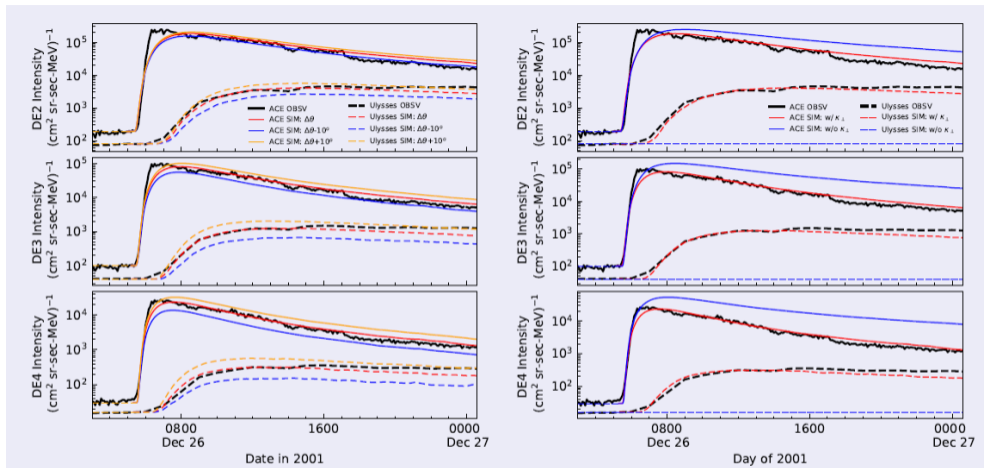 DE2 Intensity
(cm² sr-sec-MeV)⁻¹
10⁵
10⁴
10³
10²
ACE OBSV
ACE SIM: Δθ
ACE SIM: Δθ-10°
ACE SIM: Δθ+10°
Ulysses OBSV
Ulysses SIM: Δθ
Ulysses SIM: Δθ-10°
Ulysses SIM: Δθ+10°
DE3 Intensity
(cm² sr-sec-MeV)⁻¹
10⁵
10⁴
10³
10²
DE4 Intensity
(cm² sr-sec-MeV)⁻¹
10⁴
10³
10²
0800
Dec 26
1600
0000
Dec 27
Date in 2001
DE2 Intensity
(cm² sr-sec-MeV)⁻¹
10⁵
10⁴
10³
10²
ACE OBSV
ACE SIM: w/ κ⊥
ACE SIM: w/o κ⊥
Ulysses OBSV
Ulysses SIM: w/ κ⊥
Ulysses SIM: w/o κ⊥
DE3 Intensity
(cm² sr-sec-MeV)⁻¹
10⁵
10⁴
10³
10²
DE4 Intensity
(cm² sr-sec-MeV)⁻¹
10⁴
10³
10²
0800
Dec 26
1600
0000
Dec 27
Day of 2001